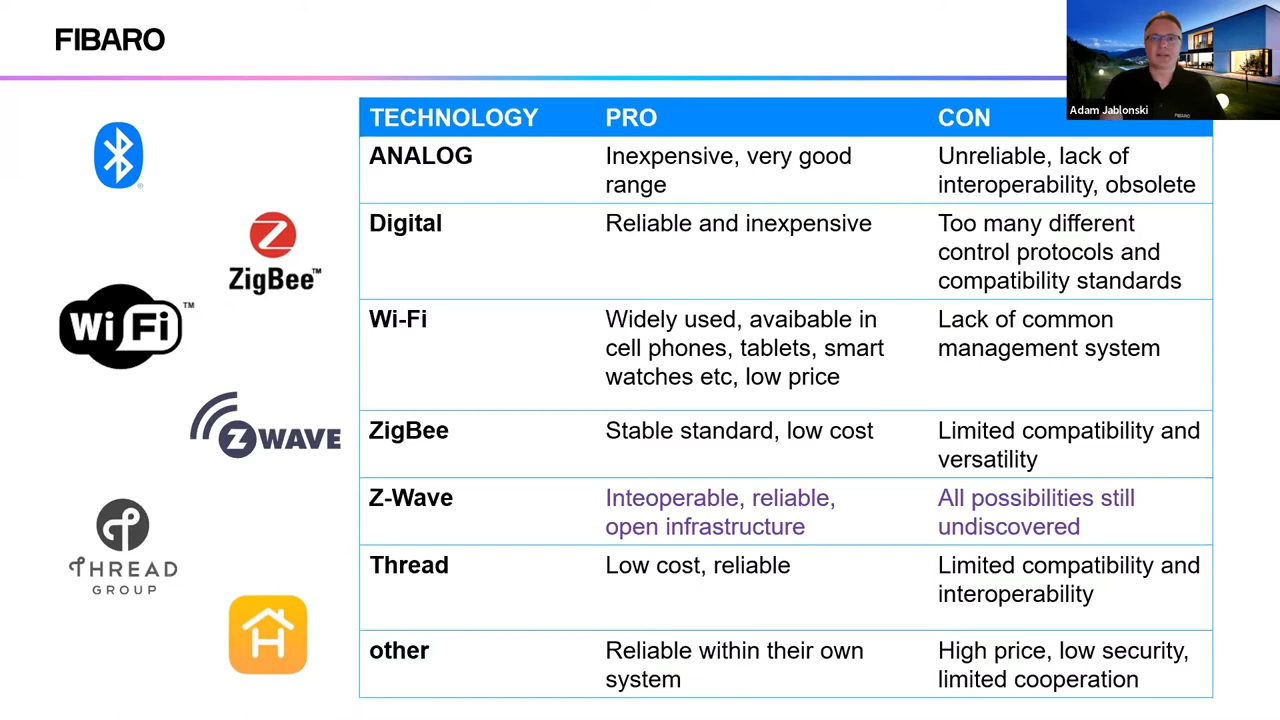 FIBARO
Adam Jablonski
FIBARO
TECHNOLOGY PRO CON
ANALOG
Inexpensive, very good
range
Unreliable, lack of
interoperability, obsolete
Digital
Reliable and inexpensive
Too many different
control protocols and
compatibility standards
Wi-Fi
Widely used, avaibable in
cell phones, tablets, smart
watches etc, low price
Lack of common
management system
ZigBee
Stable standard, low cost
Limited compatibility and
versatility
Z-Wave
Inteoperable, reliable,
open infrastructure
All possibilities still
undiscovered
Thread
Low cost, reliable
Limited compatibility and
interoperability
other
Reliable within their own
system
High price, low security,
limited cooperation
®
Z
ZigBee™
Wi Fi ™
Z WAVE
THREAD
GROUP
H